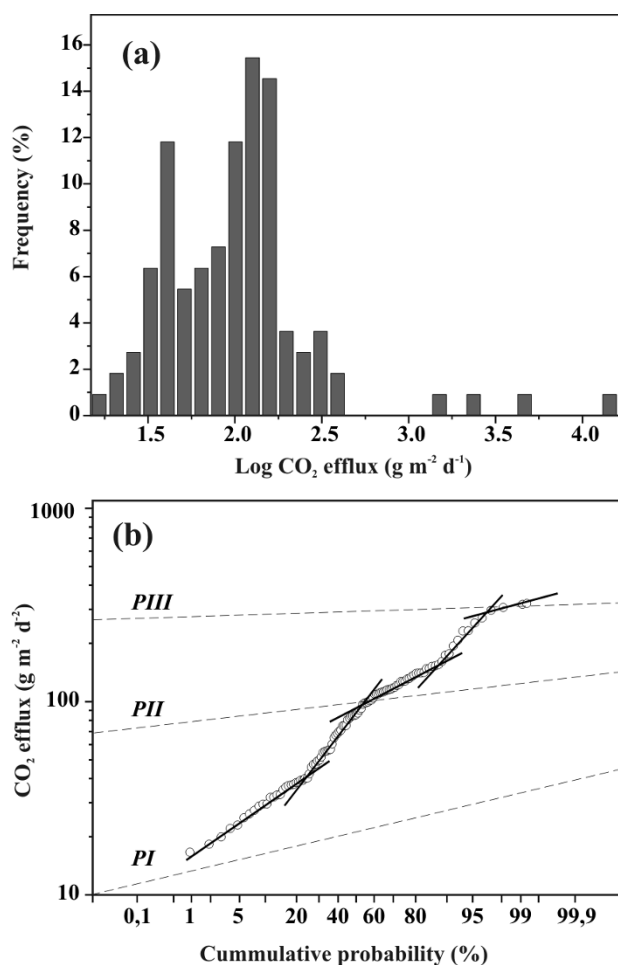 (a)
16
14
12
10
8
6
4
2
0
Frequency (%)
1.5 2.0 2.5 3.0 3.5 4.0
Log CO₂ efflux (g m⁻² d⁻¹)
(b)
1000
100
10
CO₂ efflux (g m⁻² d⁻²)
PIII
PII
PI
0,1 1 5 20 40 60 80 95 99 99,9
Cummulative probability (%)